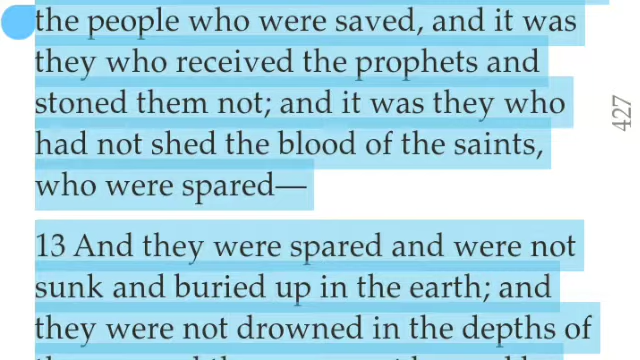 the people who were saved, and it was
they who received the prophets and
stoned them not; and it was they who
had not shed the blood of the saints,
who were spared—
13 And they were spared and were not
sunk and buried up in the earth; and
they were not drowned in the depths of
427